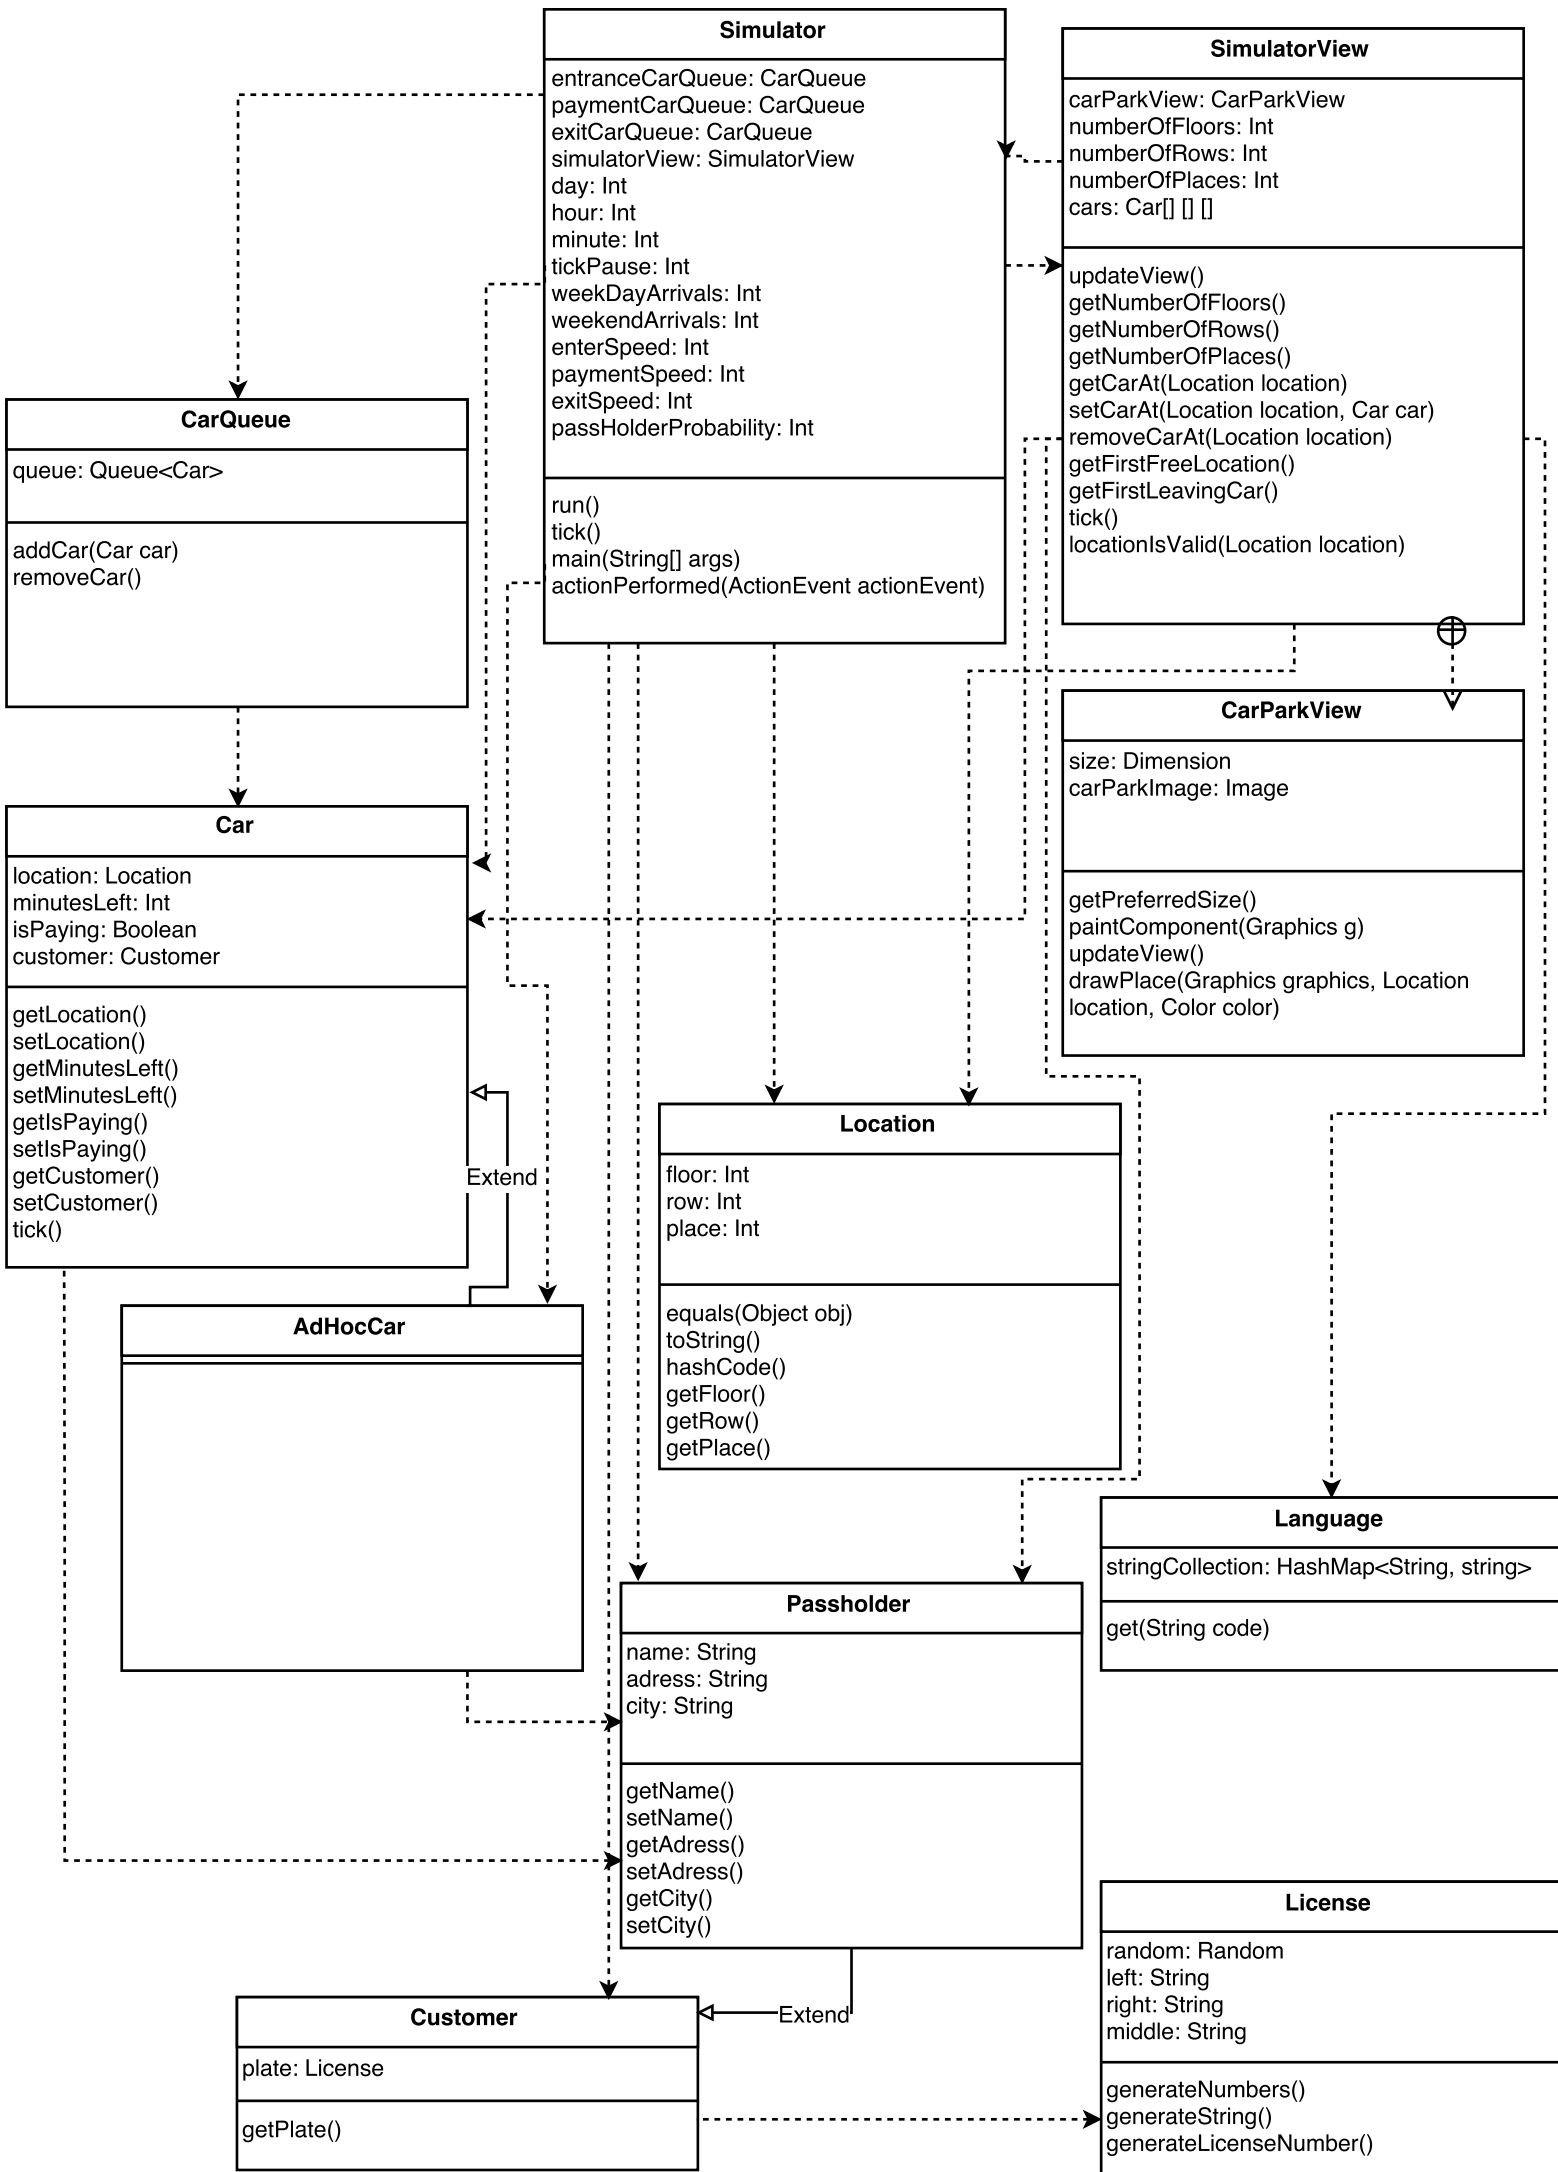 Simulator
entranceCarQueue: CarQueue
paymentCarQueue: CarQueue
exitCarQueue: CarQueue
simulatorView: SimulatorView
day: Int
hour: Int
minute: Int
tickPause: Int
weekDayArrivals: Int
weekendArrivals: Int
enterSpeed: Int
paymentSpeed: Int
exitSpeed: Int
passHolderProbability: Int
run()
tick()
main(String[] args)
actionPerformed(ActionEvent actionEvent)
SimulatorView
carParkView: CarParkView
numberOfFloors: Int
numberOfRows: Int
numberOfPlaces: Int
cars: Car[] [] []
updateView()
getNumberOfFloors()
getNumberOfRows()
getNumberOfPlaces()
getCarAt(Location location)
setCarAt(Location location, Car car)
removeCarAt(Location location)
getFirstFreeLocation()
getFirstLeavingCar()
tick()
locationIsValid(Location location)
CarQueue
queue: Queue<Car>
addCar(Car car)
removeCar()
CarParkView
size: Dimension
carParkImage: Image
getPreferredSize()
paintComponent(Graphics g)
updateView()
drawPlace(Graphics graphics, Location
location, Color color)
Car
location: Location
minutesLeft: Int
isPaying: Boolean
customer: Customer
getLocation()
setLocation()
getMinutesLeft()
setMinutesLeft()
getIsPaying()
setIsPaying()
getCustomer()
setCustomer()
tick()
Extend
Location
floor: Int
row: Int
place: Int
equals(Object obj)
toString()
hashCode()
getFloor()
getRow()
getPlace()
AdHocCar
Language
stringCollection: HashMap<String, string>
get(String code)
Passholder
name: String
adress: String
city: String
getName()
setName()
getAdress()
setAdress()
getCity()
setCity()
License
random: Random
left: String
right: String
middle: String
generateNumbers()
generateString()
generateLicenseNumber()
Extend
Customer
plate: License
getPlate()